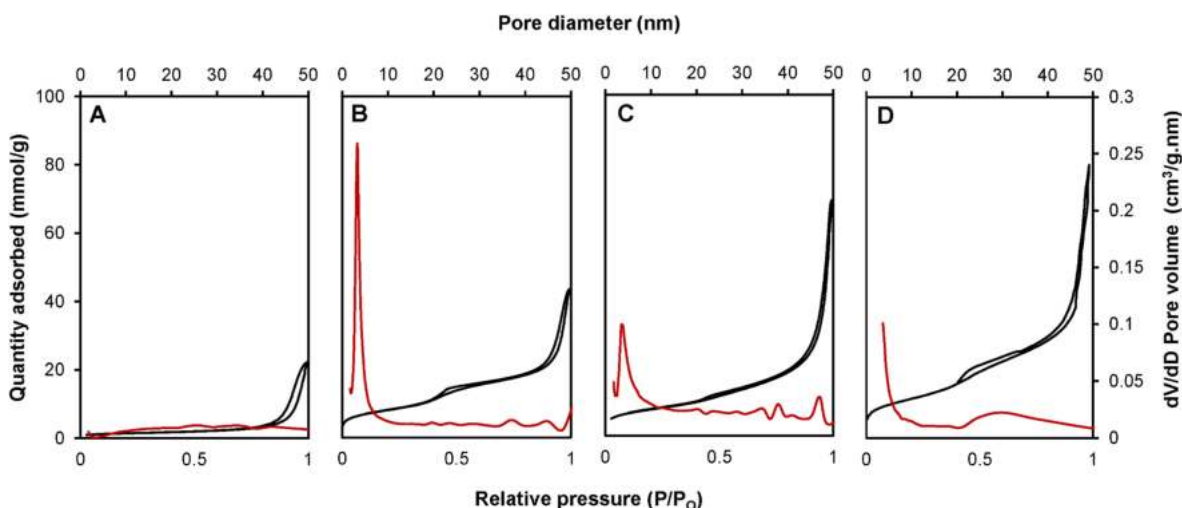 Pore diameter (nm)
0 10 20 30 40 50 0 10 20 30 40 50 0 10 20 30 40 50 0 10 20 30 40 50
A B C D
Quantity adsorbed (mmol/g)
100
80
60
40
20
0
0.3
0.25
0.2
0.15
0.1
0.05
0
dV/dD Pore volume (cm³/g.nm)
0 0.5 1 0 0.5 1 0 0.5 1 0 0.5 1
Relative pressure (P/P₀)